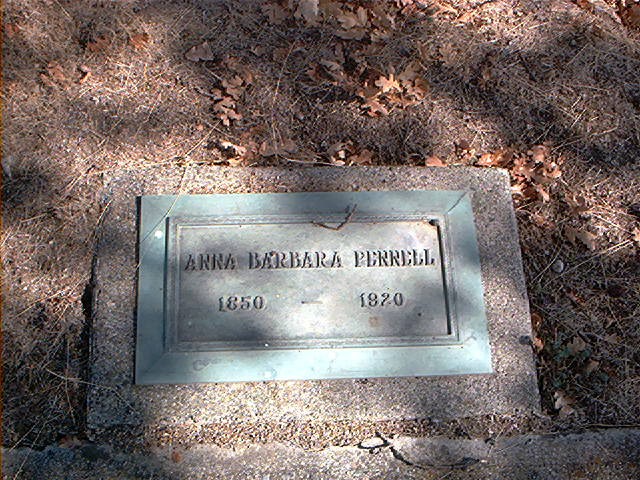 ANNA BARBARA PENNELL
1850 — 1920